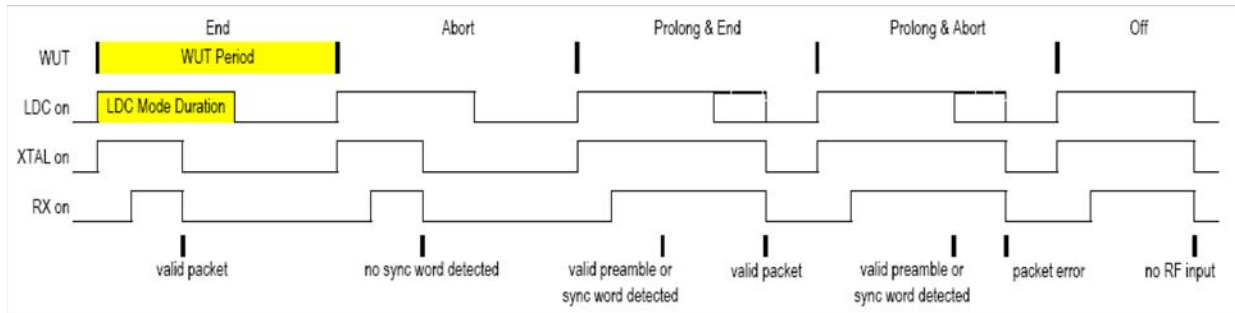 End Abort Prolong & End Prolong & Abort Off
WUT WUT Period
LDC on LDC Mode Duration
XTAL on
RX on
valid packet no sync word detected valid preamble or valid packet valid preamble or packet error no RF input
sync word detected sync word detected